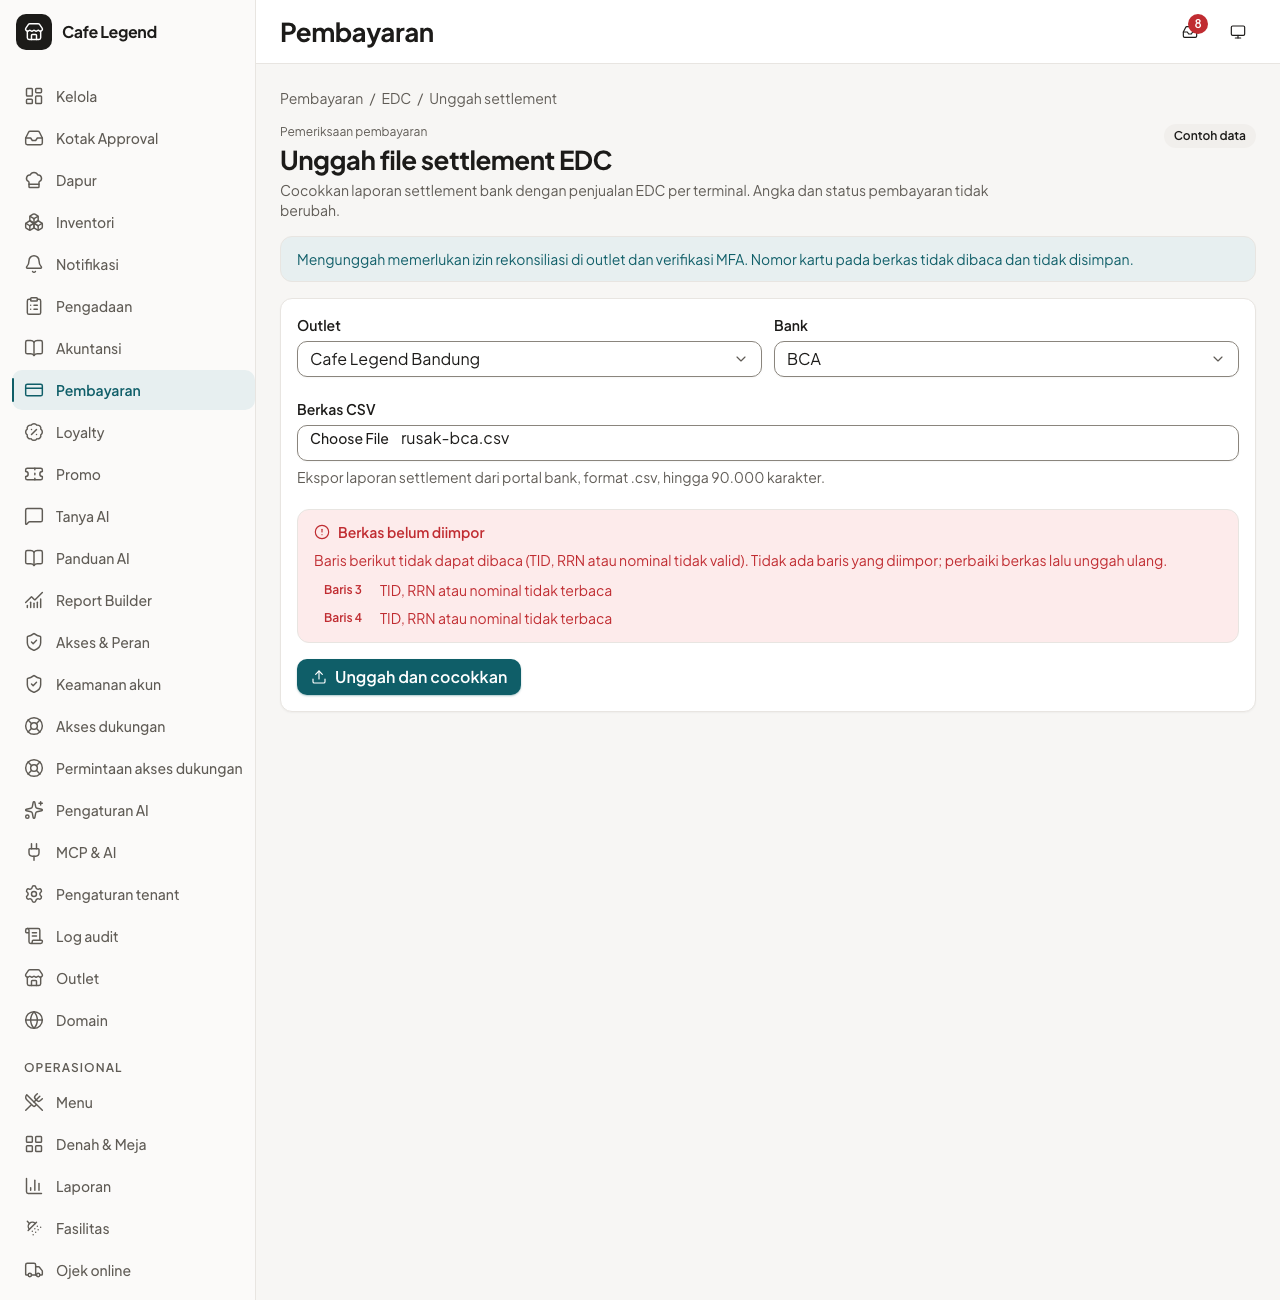 Cafe Legend
Kelola
Kotak Approval
Dapur
Inventori
Notifikasi
Pengadaan
Akuntansi
Pembayaran
Loyalty
Promo
Tanya AI
Panduan AI
Report Builder
Akses & Peran
Keamanan akun
Akses dukungan
Permintaan akses dukungan
Pengaturan AI
MCP & AI
Pengaturan tenant
Log audit
Outlet
Domain
OPERASIONAL
Menu
Denah & Meja
Laporan
Fasilitas
Ojek online
Pembayaran
8
Pembayaran / EDC / Unggah settlement
Pemeriksaan pembayaran
Contoh data
Unggah file settlement EDC
Cocokkan laporan settlement bank dengan penjualan EDC per terminal. Angka dan status pembayaran tidak
berubah.
Mengunggah memerlukan izin rekonsiliasi di outlet dan verifikasi MFA. Nomor kartu pada berkas tidak dibaca dan tidak disimpan.
Outlet
Cafe Legend Bandung
Bank
BCA
Berkas CSV
Choose File rusak-bca.csv
Ekspor laporan settlement dari portal bank, format .csv, hingga 90.000 karakter.
Berkas belum diimpor
Baris berikut tidak dapat dibaca (TID, RRN atau nominal tidak valid). Tidak ada baris yang diimpor; perbaiki berkas lalu unggah ulang.
Baris 3 TID, RRN atau nominal tidak terbaca
Baris 4 TID, RRN atau nominal tidak terbaca
Unggah dan cocokkan